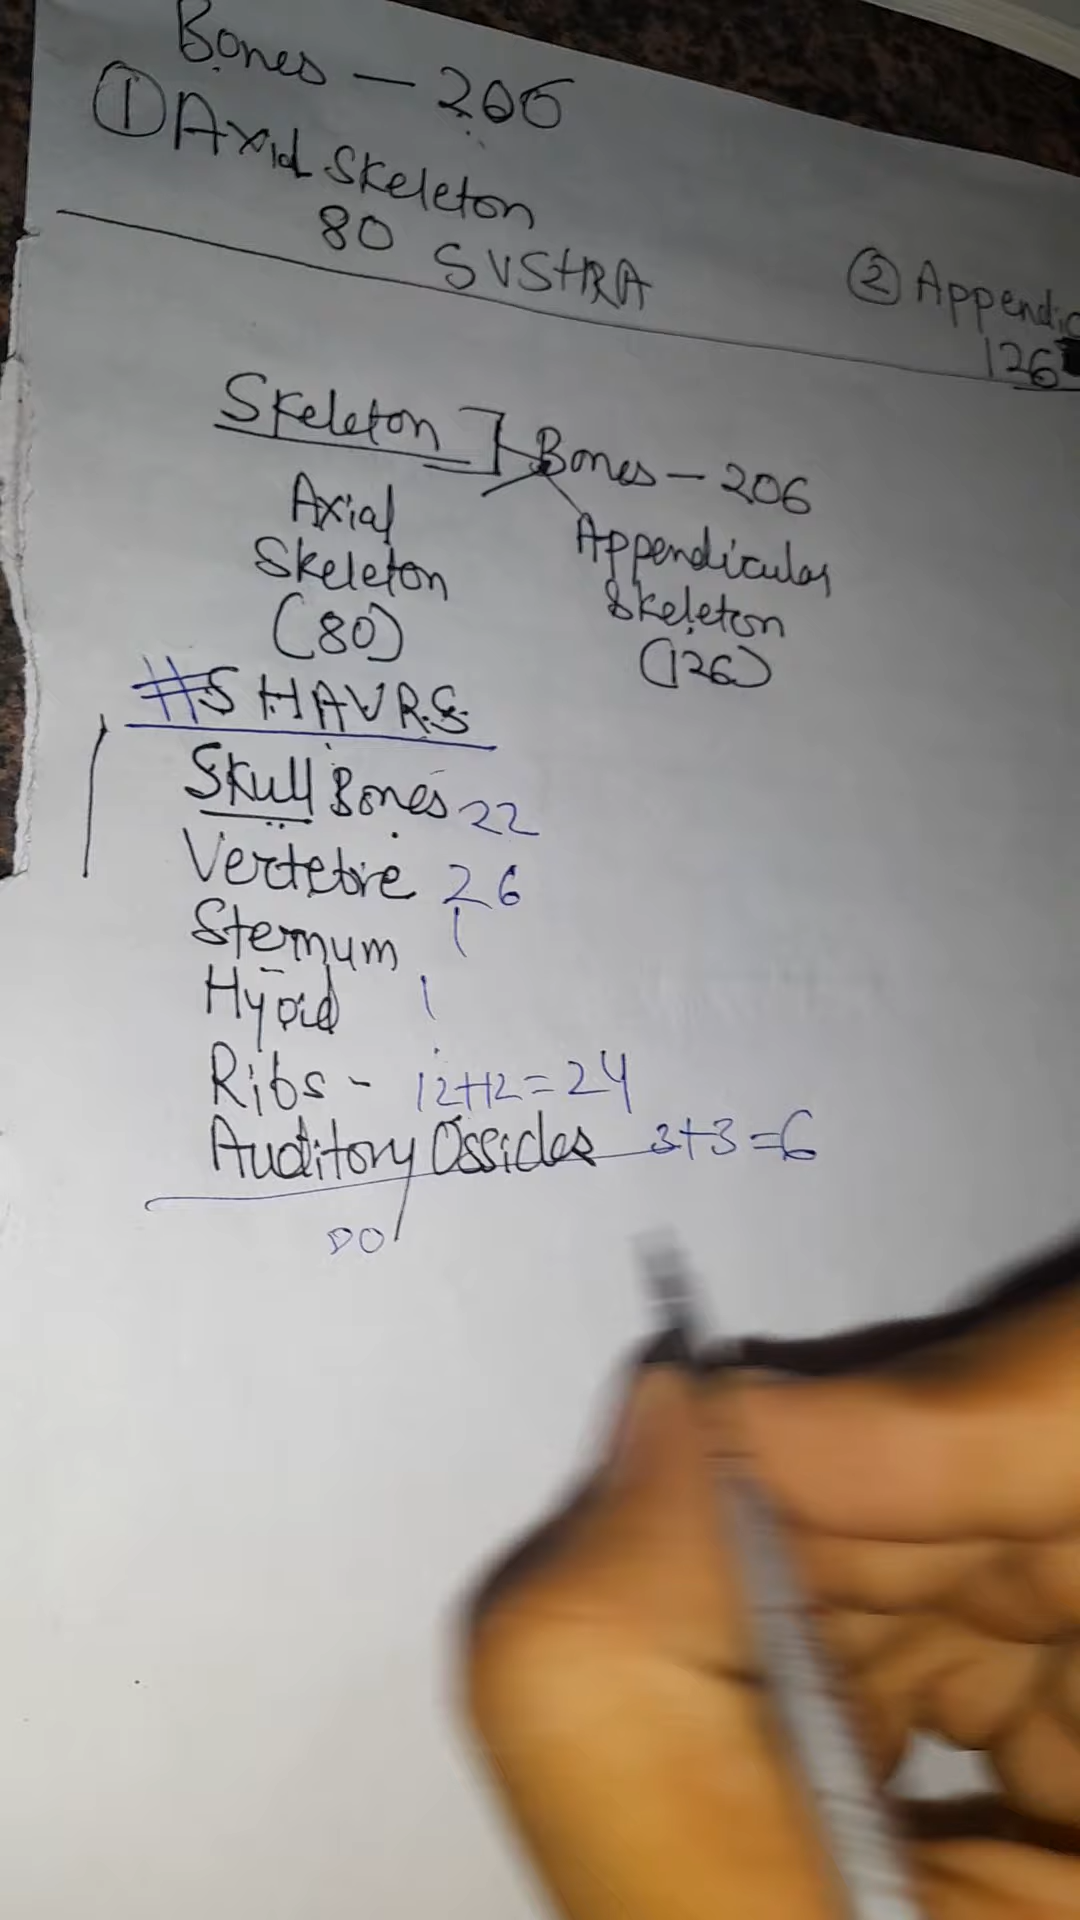 Bones - 206
① Axial Skeleton
80 SVSHRA
② Appendic
126
Skeleton ] Bones - 206
Axial
Skeleton
(80)
Appendicular
Skeleton
(126)
#SHAVRS
Skull Bones 22
Vertebre 26
Sternum 1
Hyoid 1
Ribs - 12+12=24
Auditory Ossicles 3+3=6